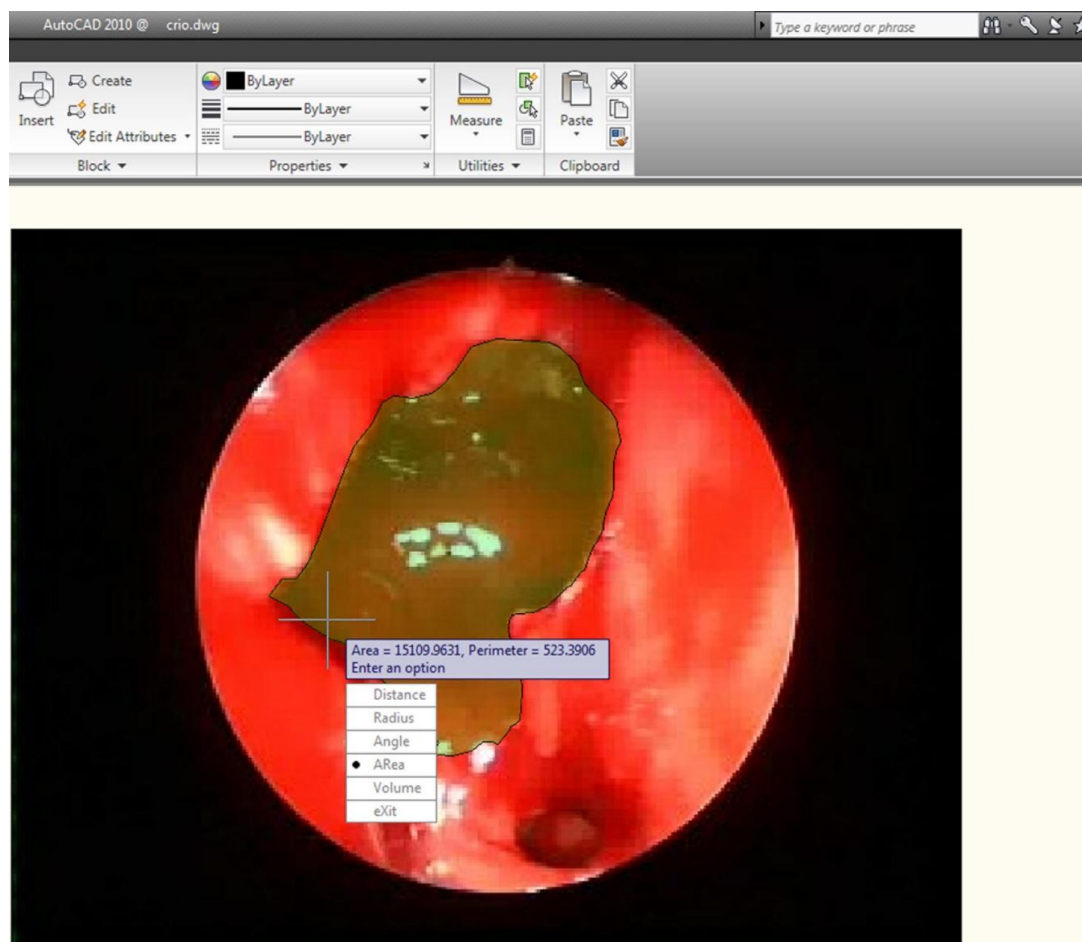 AutoCAD 2010 @ crio.dwg
Type a keyword or phrase
Insert
Create
Edit
Edit Attributes
Block
ByLayer
ByLayer
ByLayer
Properties
Measure
Utilities
Paste
Clipboard
Area = 15109.9631, Perimeter = 523.3906
Enter an option
Distance
Radius
Angle
ARea
Volume
eXit